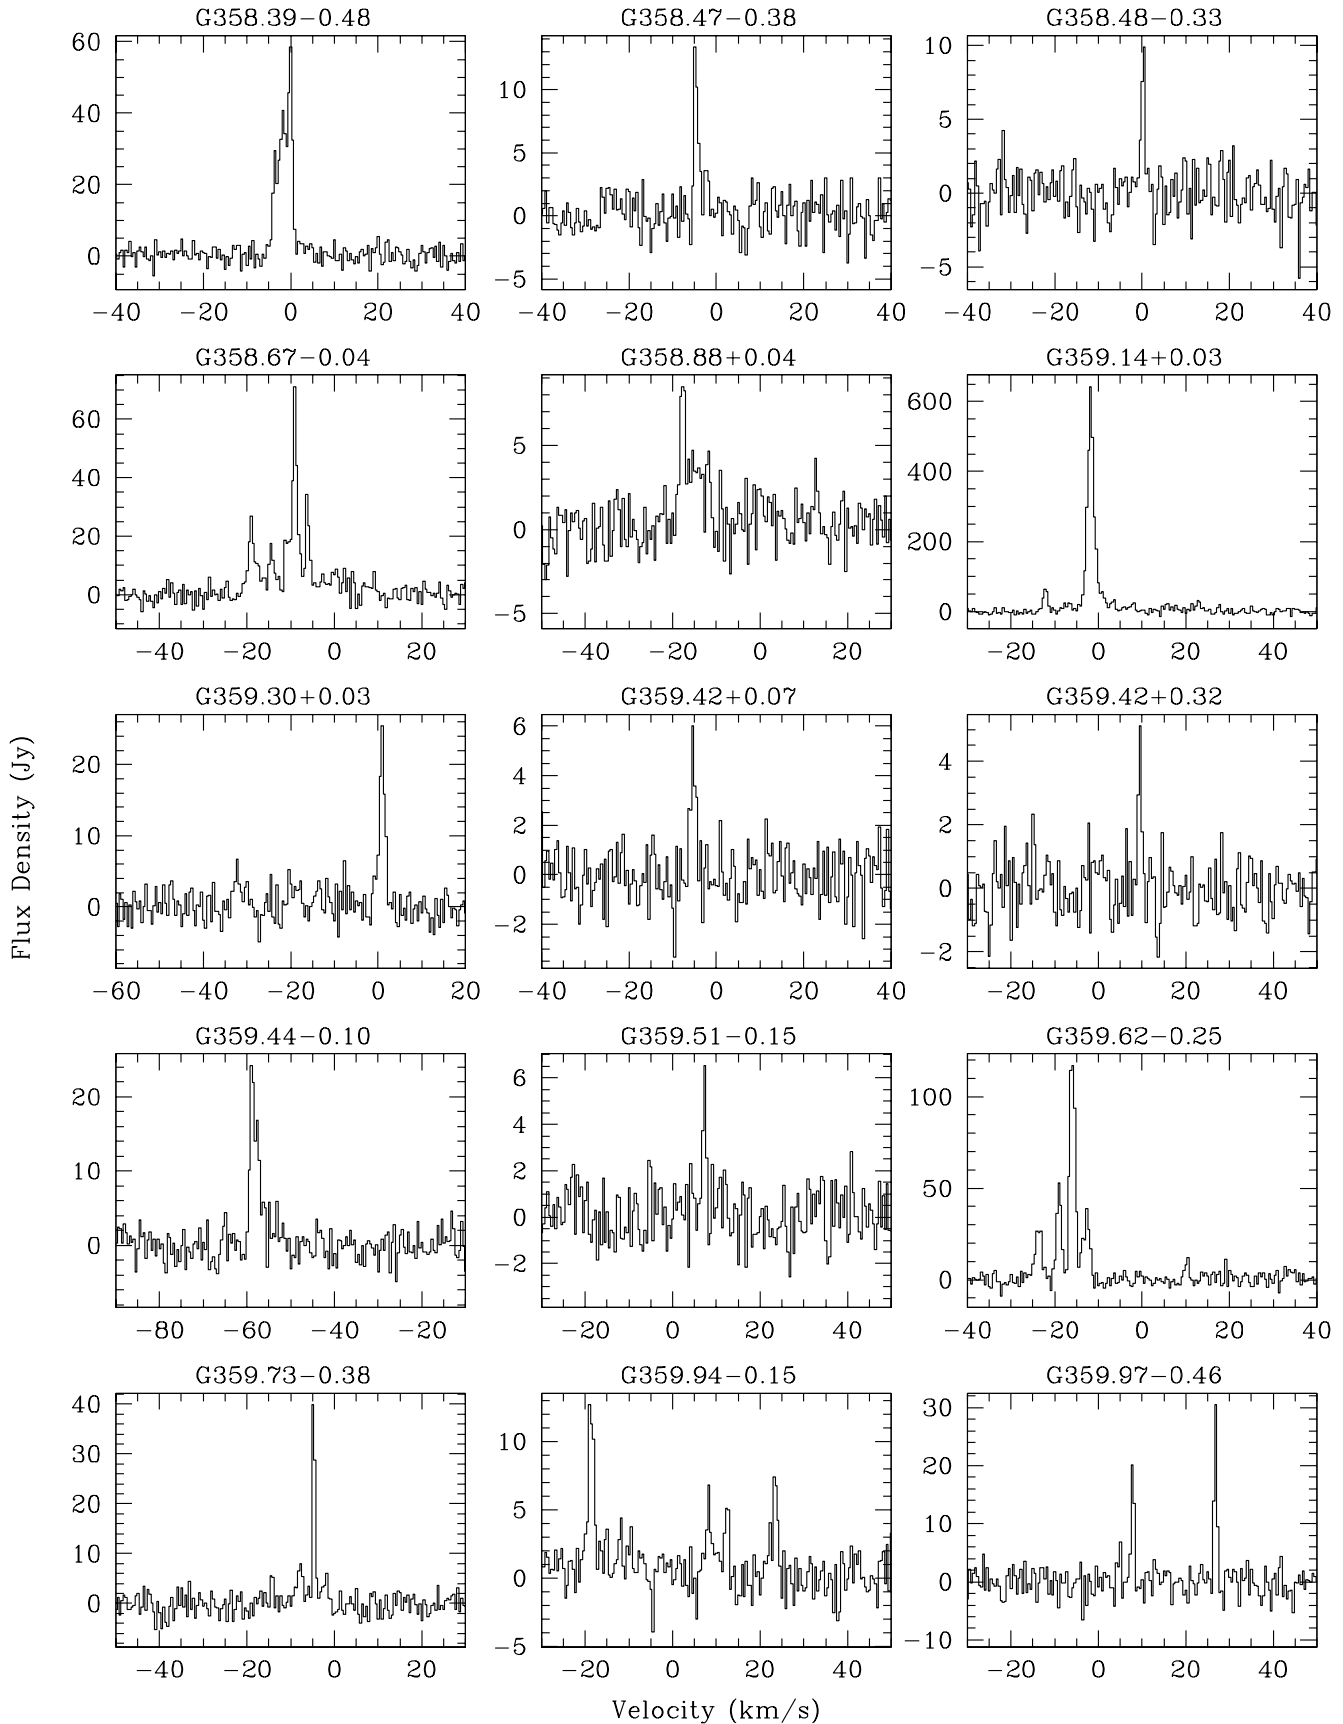 G358.39−0.48
G358.47−0.38
G358.48−0.33
60
40
20
0
−40 −20 0 20 40
10
5
0
−5
−40 −20 0 20 40
10
5
0
−5
−40 −20 0 20 40
G358.67−0.04
G358.88+0.04
G359.14+0.03
60
40
20
0
−40 −20 0 20
5
0
−5
−40 −20 0 20
600
400
200
0
−20 0 20 40
G359.30+0.03
G359.42+0.07
G359.42+0.32
20
10
0
−60 −40 −20 0 20
6
4
2
0
−2
−40 −20 0 20 40
4
2
0
−2
−20 0 20 40
Flux Density (Jy)
G359.44−0.10
G359.51−0.15
G359.62−0.25
20
10
0
−80 −60 −40 −20
6
4
2
0
−2
−20 0 20 40
100
50
0
−40 −20 0 20 40
G359.73−0.38
G359.94−0.15
G359.97−0.46
40
30
20
10
0
−40 −20 0 20
10
5
0
−5
−20 0 20 40
30
20
10
0
−10
−20 0 20 40
Velocity (km/s)